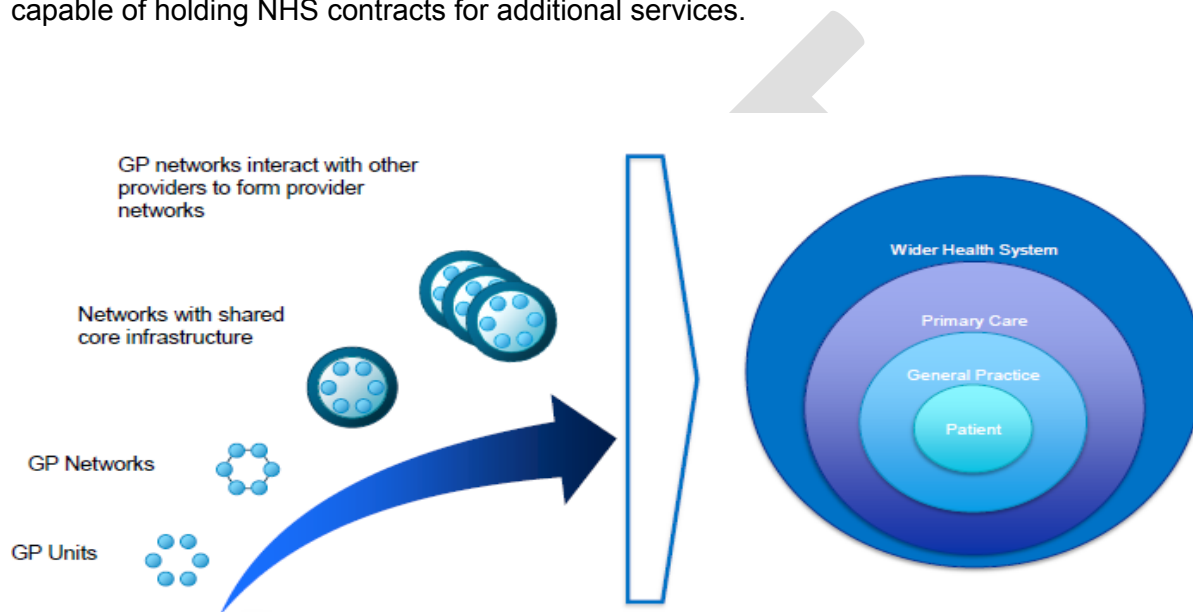 capable of holding NHS contracts for additional services.
GP networks interact with other
providers to form provider
networks
Networks with shared
core infrastructure
GP Networks
GP Units
Wider Health System
Primary Care
General Practice
Patient